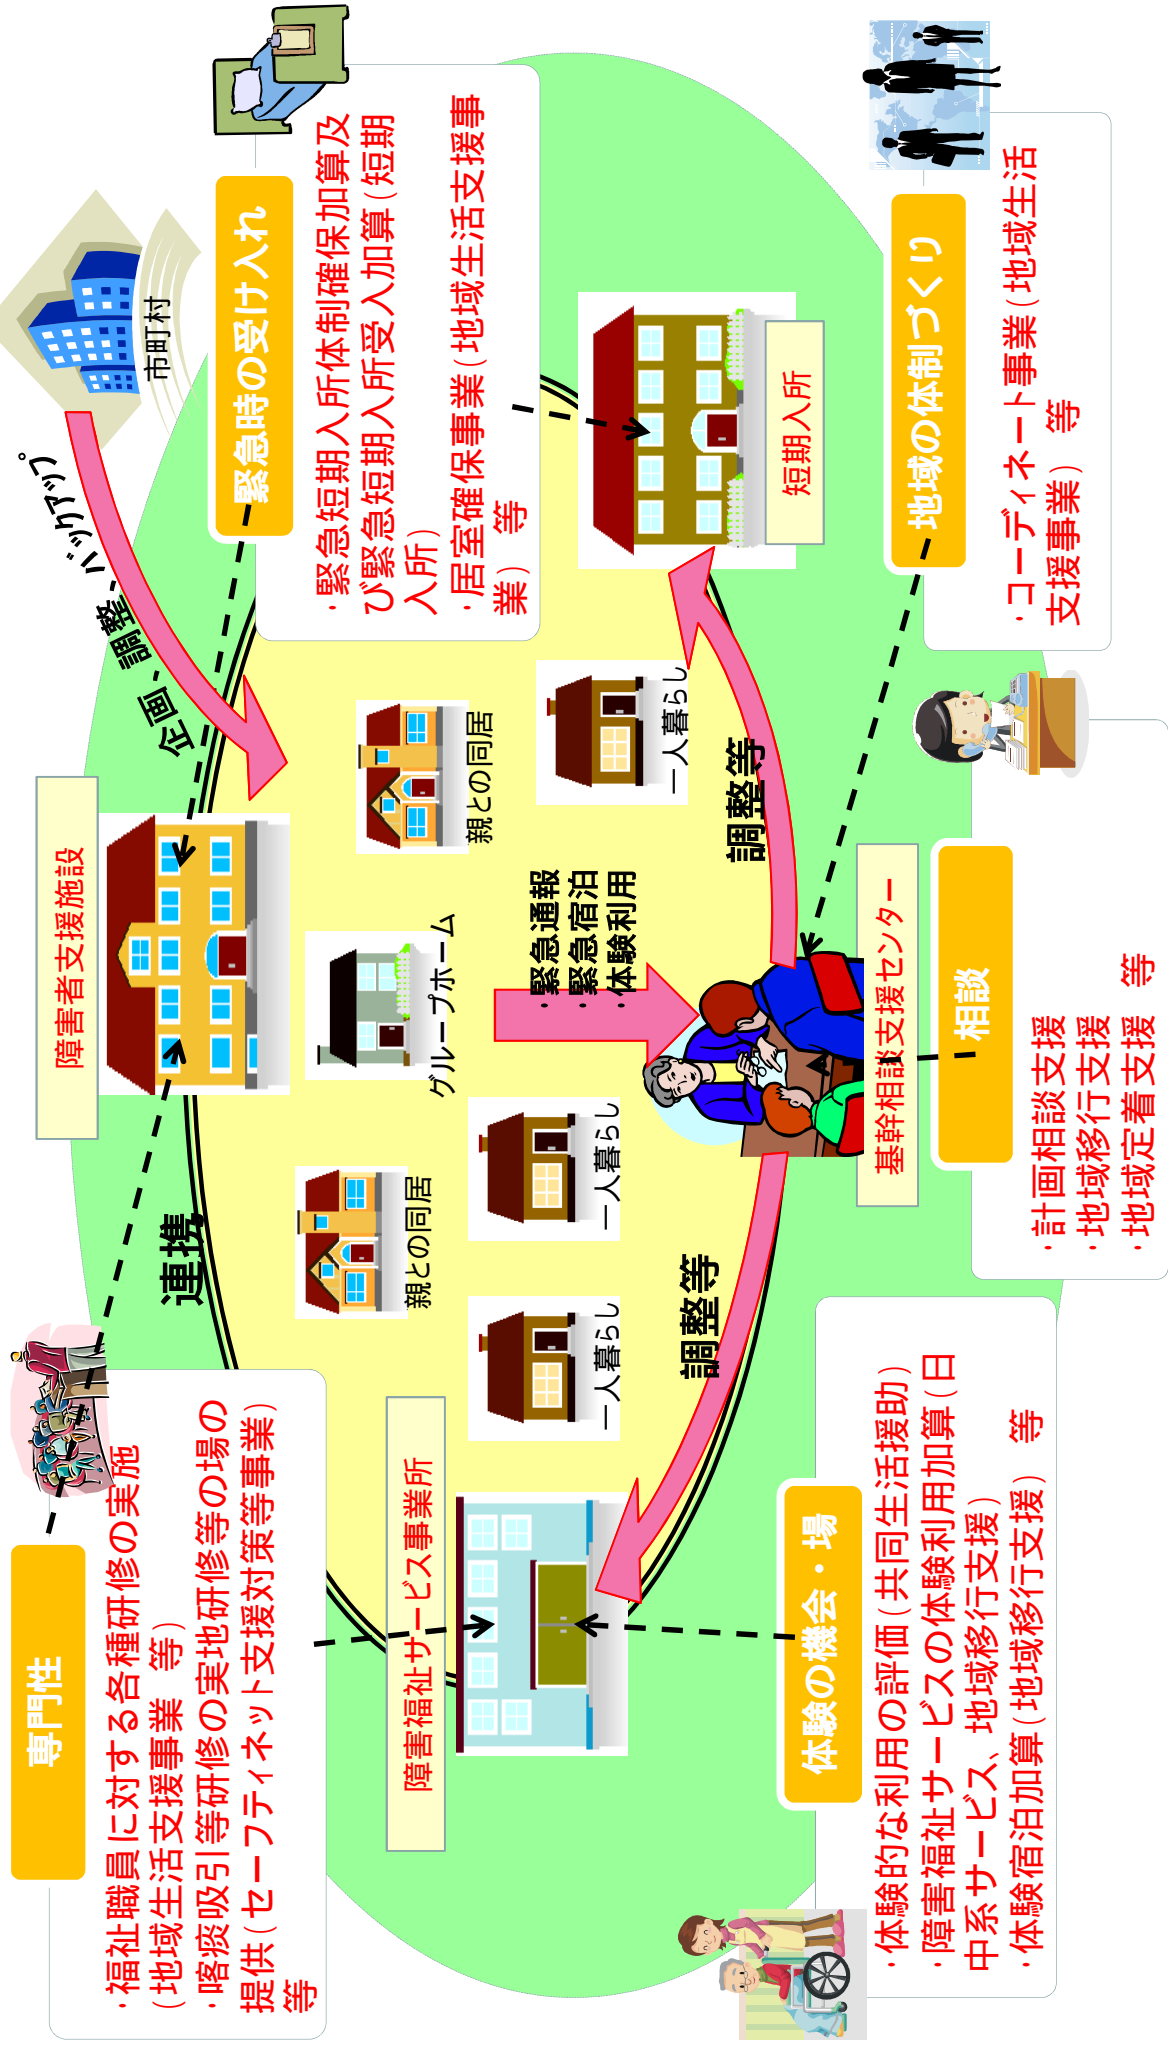 専門性
・福祉職員に対する各種研修の実施
(地域生活支援事業 等)
・喀痰吸引等研修の実地研修等の場の
提供(セーフティネット支援対策等事業)
等
障害者支援施設
連携
市町村
企画、調整、バックアップ
緊急時の受け入れ
・緊急短期入所体制確保加算及
び緊急短期入所受入加算(短期
入所)
・居室確保事業(地域生活支援事
業) 等
障害福祉サービス事業所
親との同居
グループホーム
親との同居
一人暮らし
一人暮らし
・緊急通報
・緊急宿泊
・体験利用
一人暮らし
短期入所
調整等
調整等
基幹相談支援センター
体験の機会・場
・体験的な利用の評価(共同生活援助)
・障害福祉サービスの体験利用加算(日
中系サービス、地域移行支援)
・体験宿泊加算(地域移行支援) 等
相談
・計画相談支援
・地域移行支援
・地域定着支援 等
地域の体制づくり
・コーディネート事業(地域生活
支援事業) 等